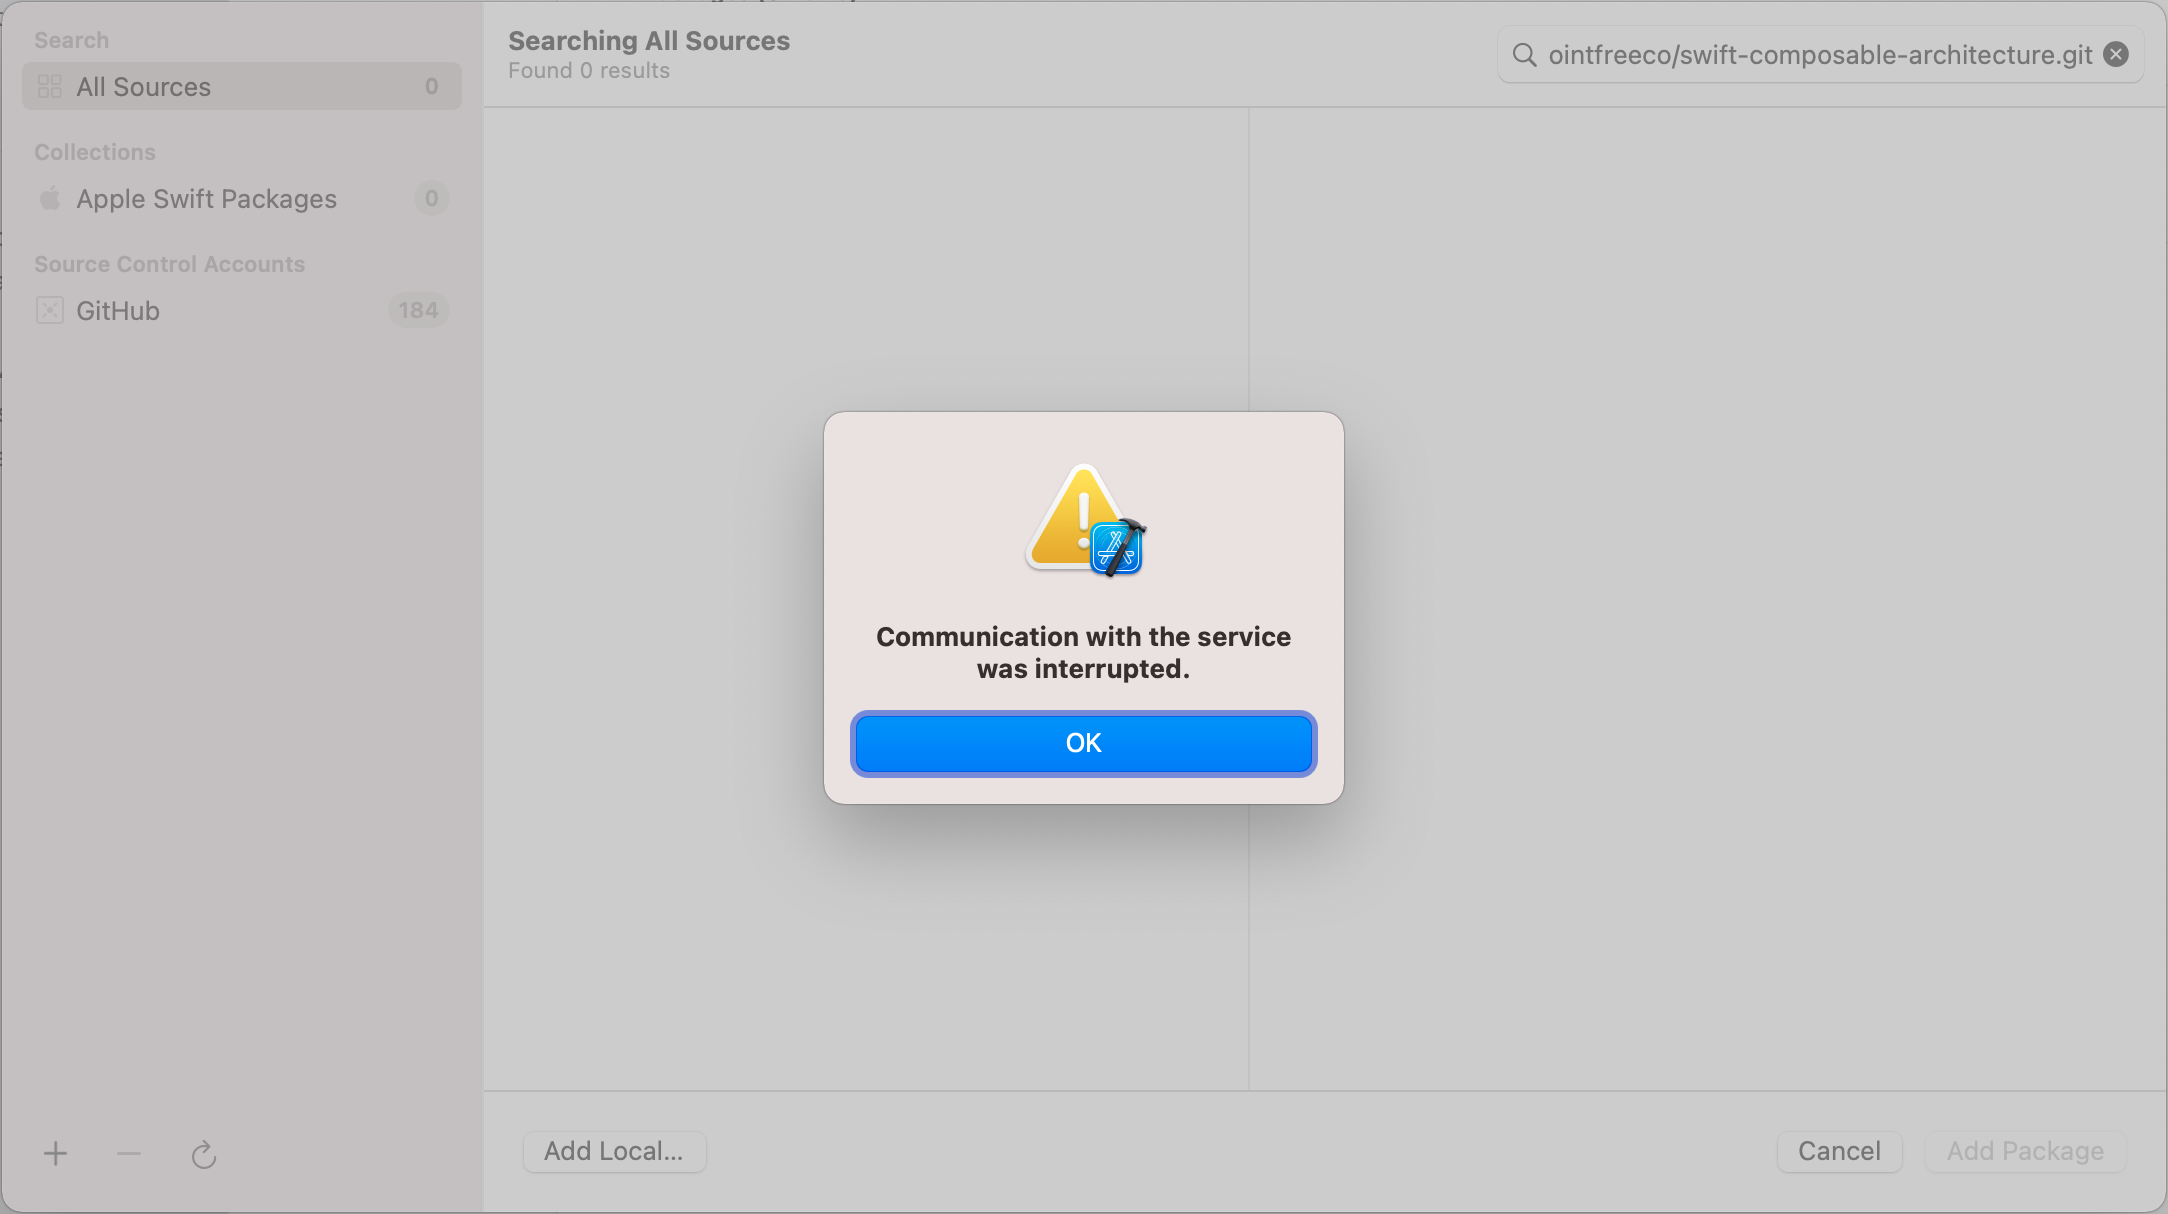 Search
All Sources
0
Collections
Apple Swift Packages
0
Source Control Accounts
GitHub
184
Searching All Sources
Found 0 results
ointfreeco/swift-composable-architecture.git
Communication with the service
was interrupted.
OK
Add Local...
Cancel
Add Package